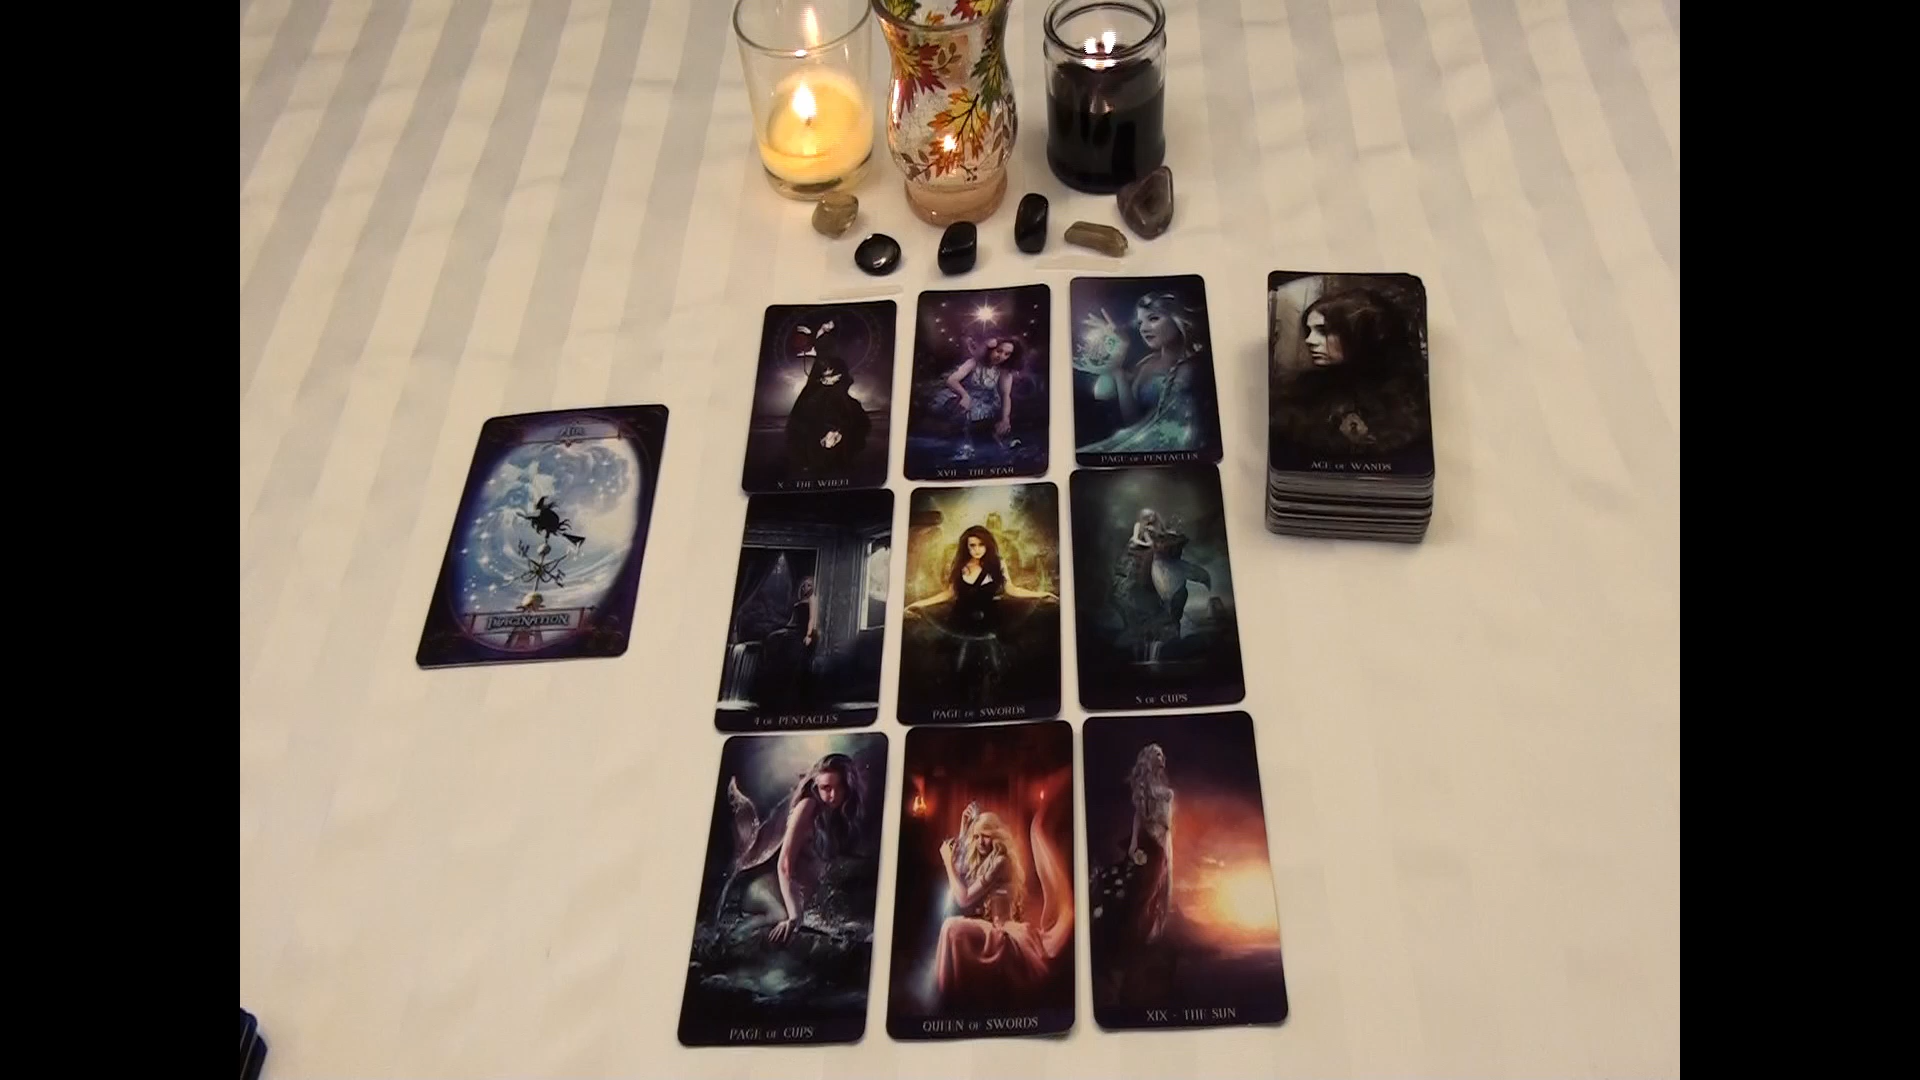 X - THE WHEEL
XVII - THE STAR
PAGE OF PENTACLES
ACE OF WANDS
AIR
W
E
IMAGINATION
4 OF PENTACLES
PAGE OF SWORDS
5 OF CUPS
PAGE OF CUPS
QUEEN OF SWORDS
XIX - THE SUN